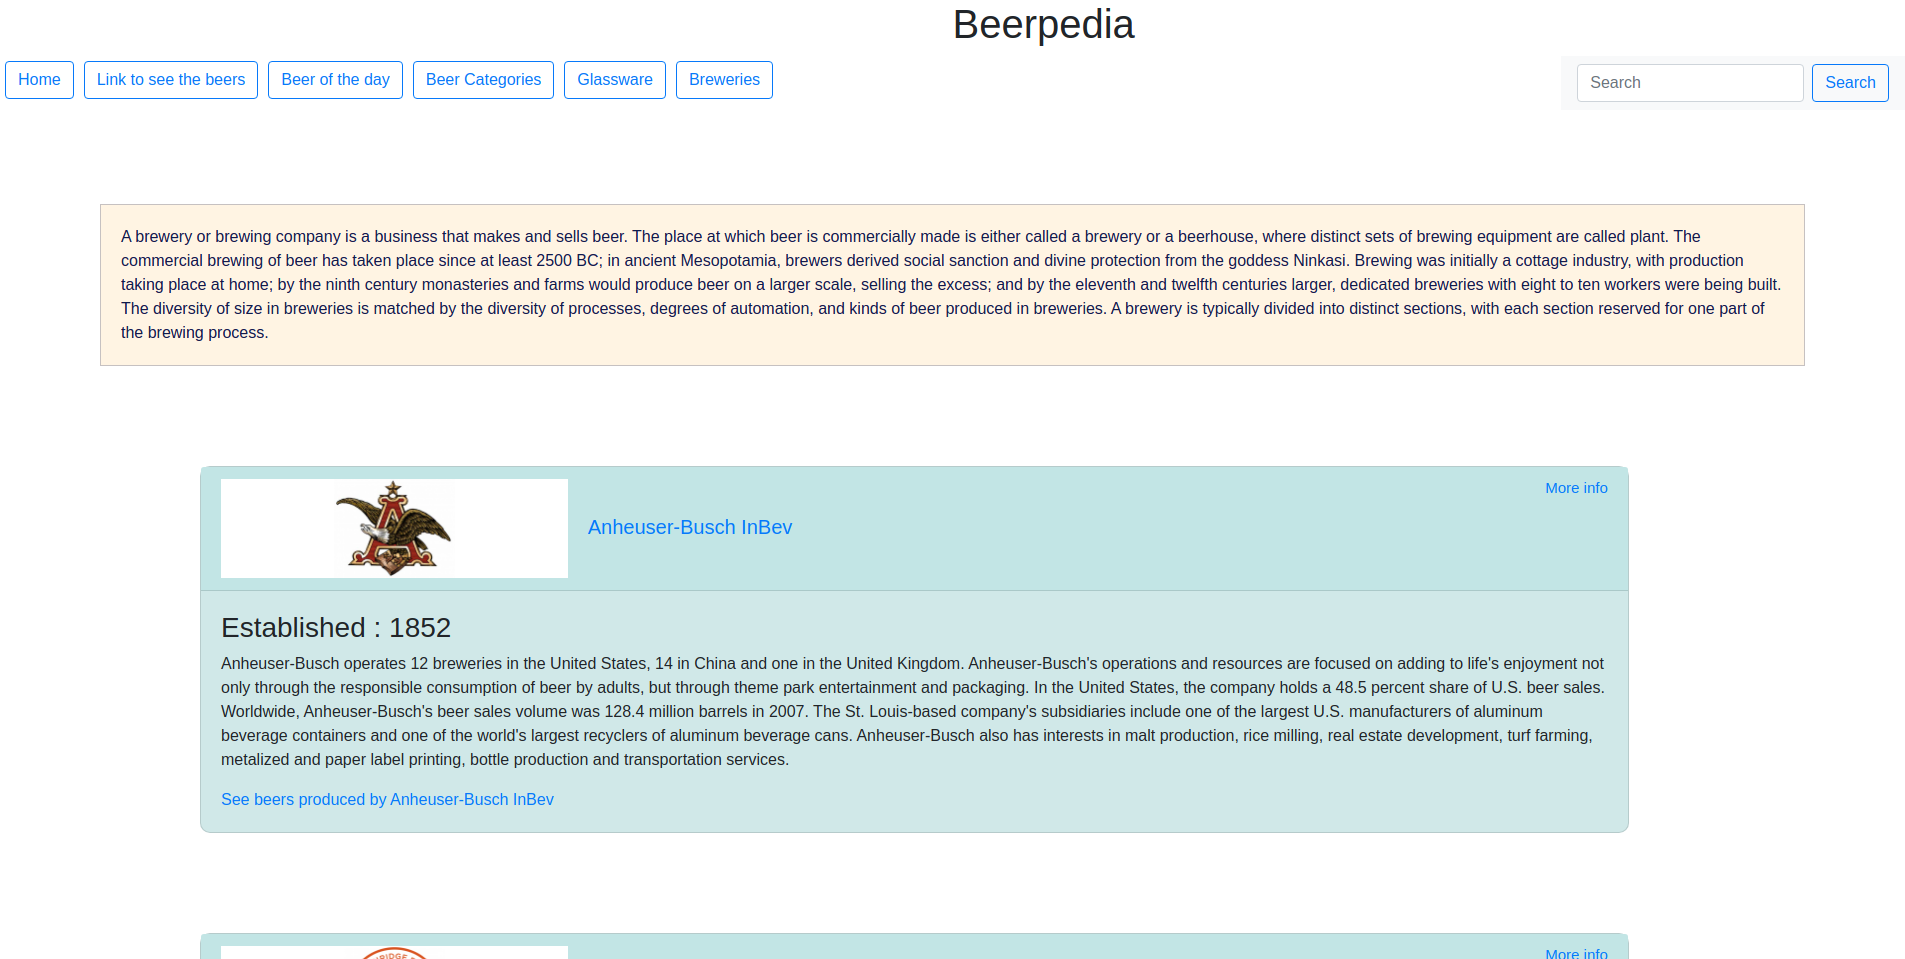 Beerpedia
Home
Link to see the beers
Beer of the day
Beer Categories
Glassware
Breweries
Search
Search
A brewery or brewing company is a business that makes and sells beer. The place at which beer is commercially made is either called a brewery or a beerhouse, where distinct sets of brewing equipment are called plant. The
commercial brewing of beer has taken place since at least 2500 BC; in ancient Mesopotamia, brewers derived social sanction and divine protection from the goddess Ninkasi. Brewing was initially a cottage industry, with production
taking place at home; by the ninth century monasteries and farms would produce beer on a larger scale, selling the excess; and by the eleventh and twelfth centuries larger, dedicated breweries with eight to ten workers were being built.
The diversity of size in breweries is matched by the diversity of processes, degrees of automation, and kinds of beer produced in breweries. A brewery is typically divided into distinct sections, with each section reserved for one part of
the brewing process.
More info
A
Anheuser-Busch InBev
Established : 1852
Anheuser-Busch operates 12 breweries in the United States, 14 in China and one in the United Kingdom. Anheuser-Busch's operations and resources are focused on adding to life's enjoyment not
only through the responsible consumption of beer by adults, but through theme park entertainment and packaging. In the United States, the company holds a 48.5 percent share of U.S. beer sales.
Worldwide, Anheuser-Busch's beer sales volume was 128.4 million barrels in 2007. The St. Louis-based company's subsidiaries include one of the largest U.S. manufacturers of aluminum
beverage containers and one of the world's largest recyclers of aluminum beverage cans. Anheuser-Busch also has interests in malt production, rice milling, real estate development, turf farming,
metalized and paper label printing, bottle production and transportation services.
See beers produced by Anheuser-Busch InBev
More info